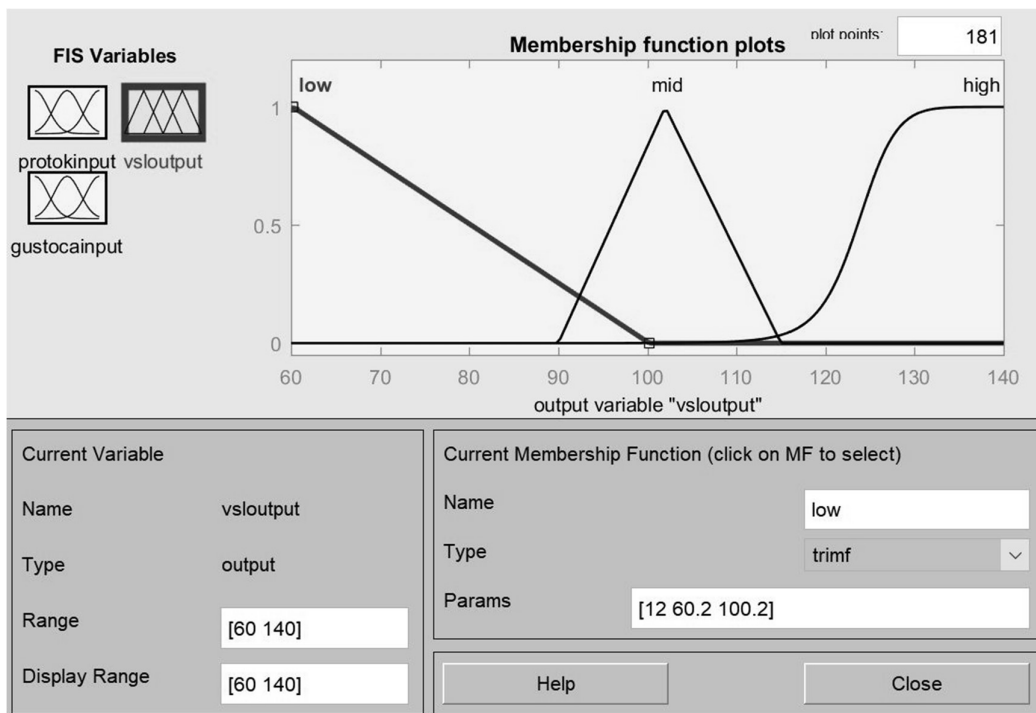 FIS Variables
protokinput
vsloutput
gustocainput
Membership function plots
plot points:
181
low
mid
high
1
0.5
0
60
70
80
90
100
110
120
130
140
output variable "vsloutput"
Current Variable
Name
vsloutput
Type
output
Range
[60 140]
Display Range
[60 140]
Current Membership Function (click on MF to select)
Name
low
Type
trimf
Params
[12 60.2 100.2]
Help
Close